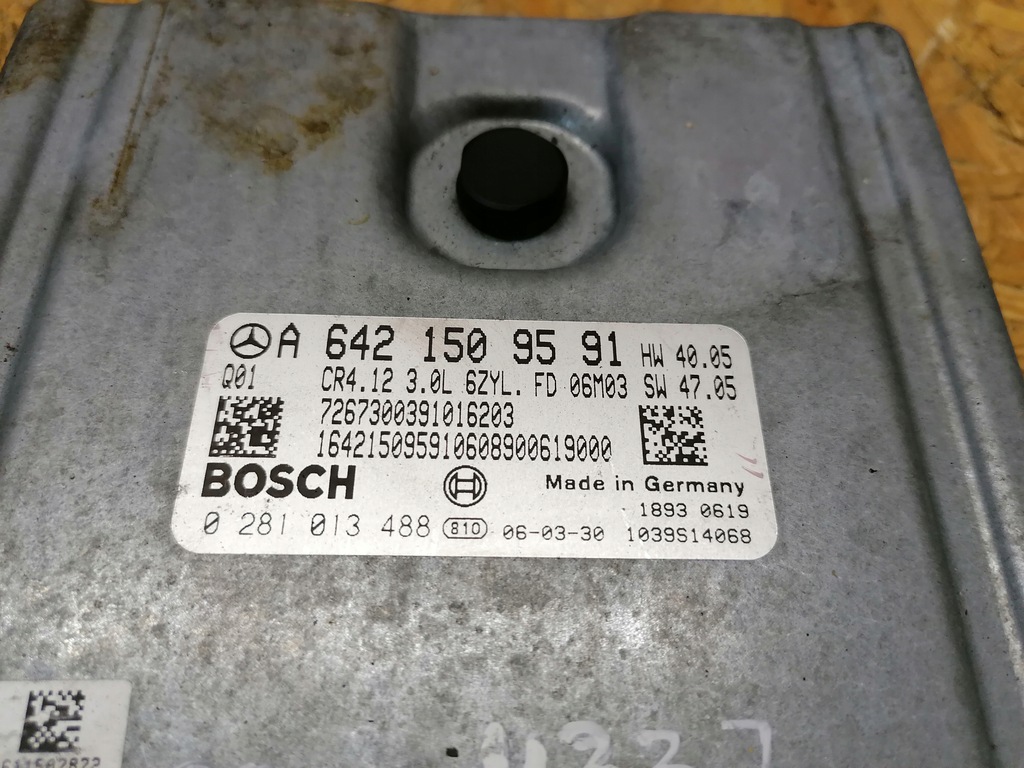 A 642 150 95 91 HW 40.05
Q01 CR4.12 3.0L 6ZYL. FD 06M03 SW 47.05
7267300391016203
164215095910608900619000
BOSCH Made in Germany
1893 0619
0 281 013 488 810 06-03-30 1039S14068